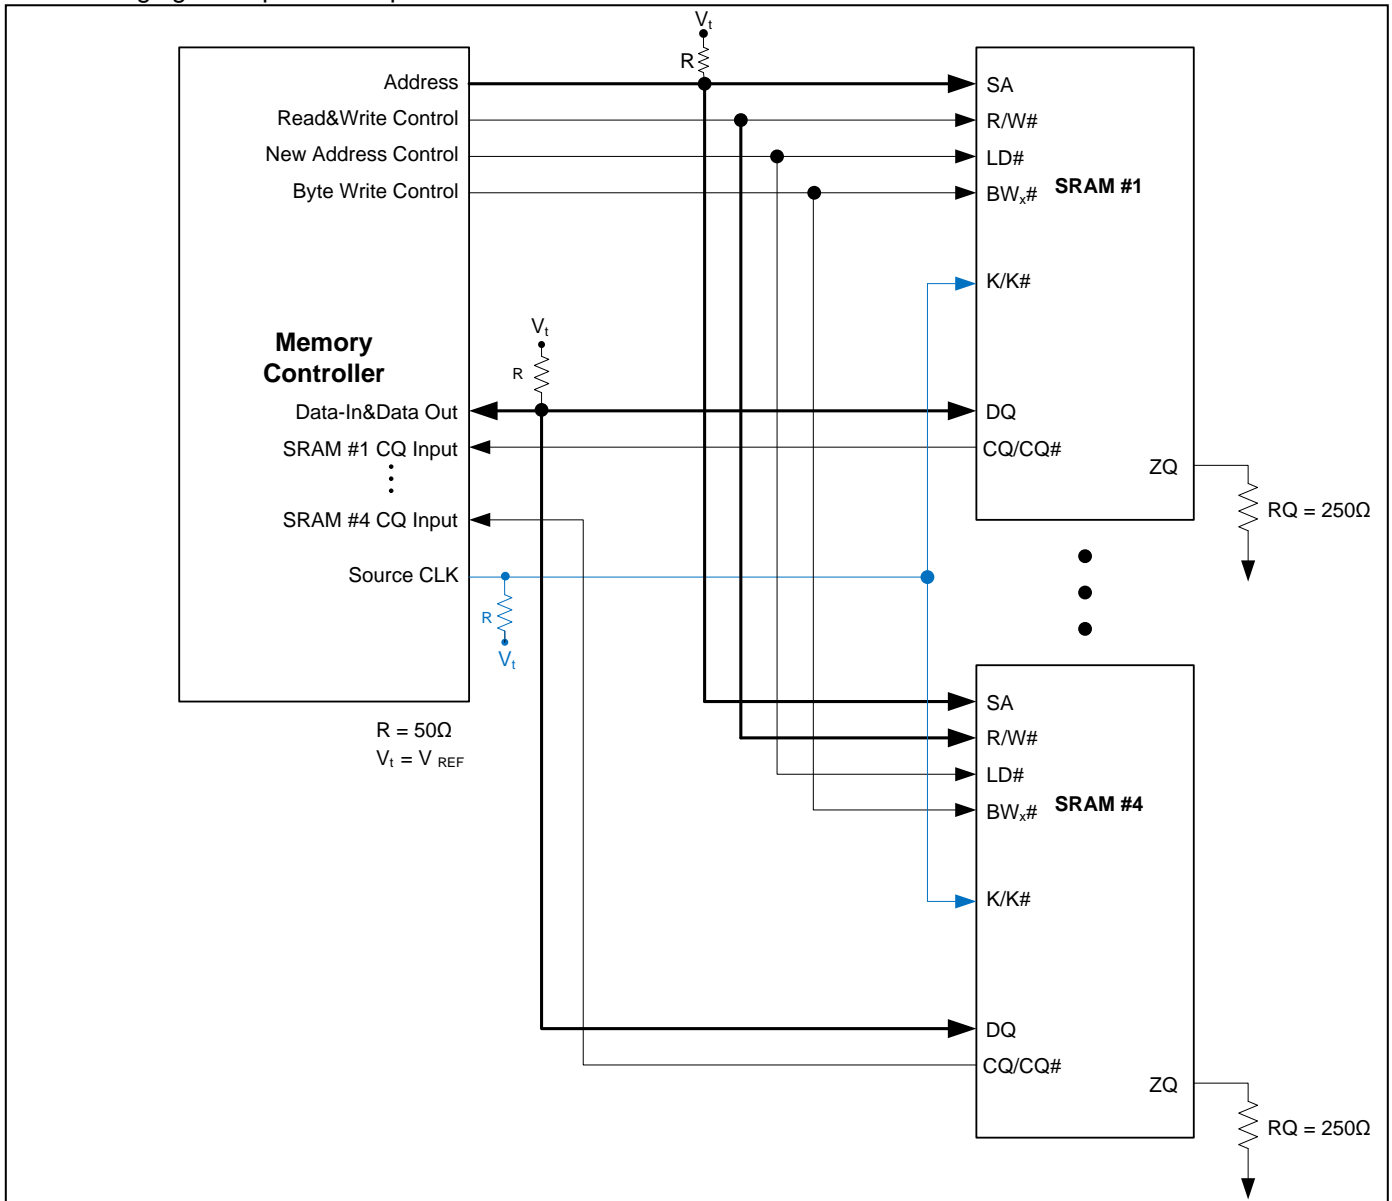 Vt
R
Address
Read&Write Control
New Address Control
Byte Write Control
SA
R/W#
LD#
BWx#
SRAM #1
K/K#
Vt
R
Memory
Controller
Data-In&Data Out
SRAM #1 CQ Input
SRAM #4 CQ Input
Source CLK
R
Vt
DQ
CQ/CQ#
ZQ
RQ = 250Ω
R = 50Ω
Vt = V REF
SA
R/W#
LD#
BWx#
SRAM #4
K/K#
DQ
CQ/CQ#
ZQ
RQ = 250Ω